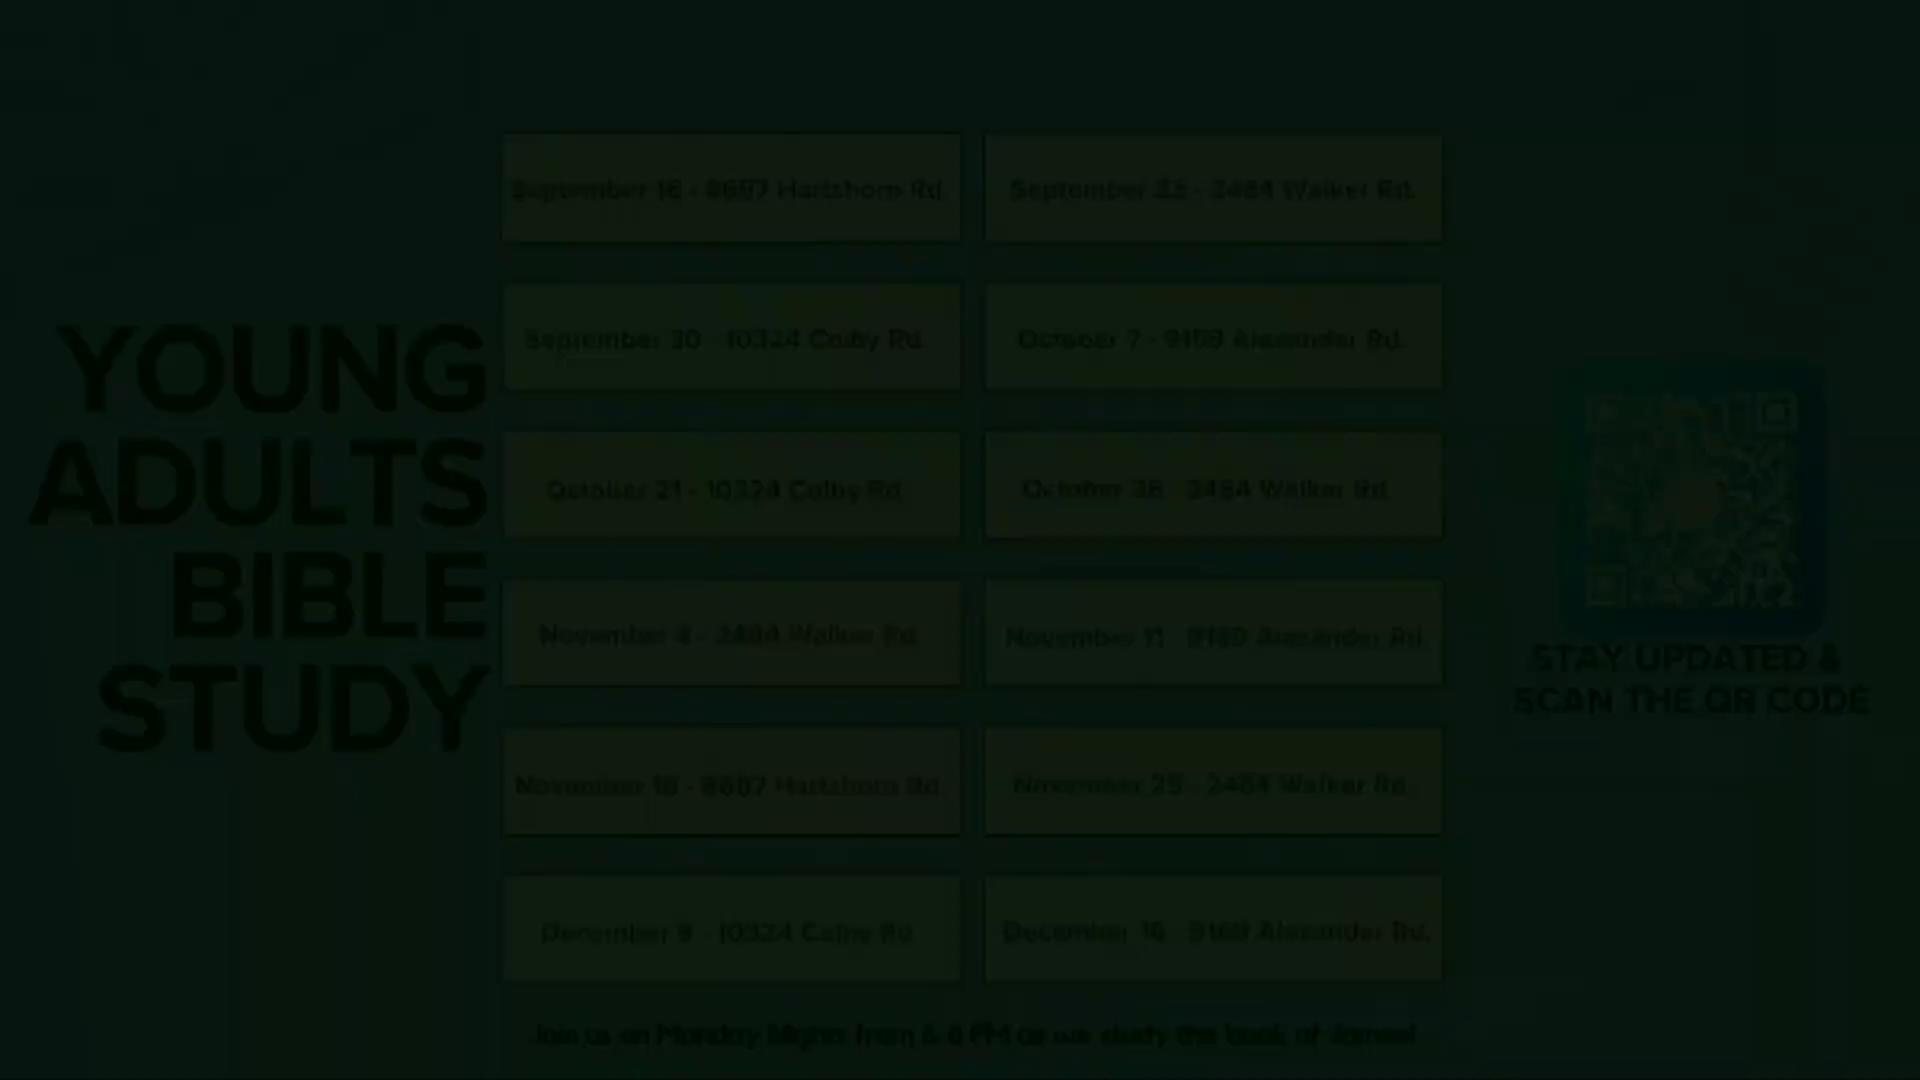 YOUNG
ADULTS
BIBLE
STUDY
September 16 - 8697 Hartshorn Rd.
September 23 - 2484 Walker Rd.
September 30 - 10324 Colby Rd.
October 7 - 9169 Alexander Rd.
October 21 - 10324 Colby Rd.
October 28 - 2484 Walker Rd.
November 4 - 2484 Walker Rd.
November 11 - 9169 Alexander Rd.
November 18 - 8697 Hartshorn Rd.
November 25 - 2484 Walker Rd.
December 9 - 10324 Colby Rd.
December 16 - 9169 Alexander Rd.
Join us on Monday Nights from PM as we study the book of James!
STAY UPDATED &
SCAN THE QR CODE